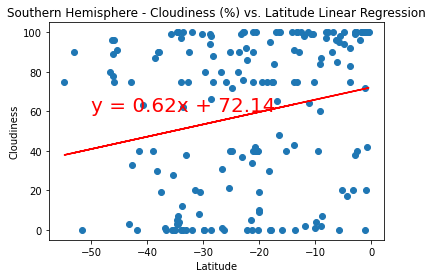 Southern Hemisphere - Cloudiness (%) vs. Latitude Linear Regression
100
80
y = 0.62x + 72.14
60
Cloudiness
40
20
0
−50 −40 −30 −20 −10 0
Latitude